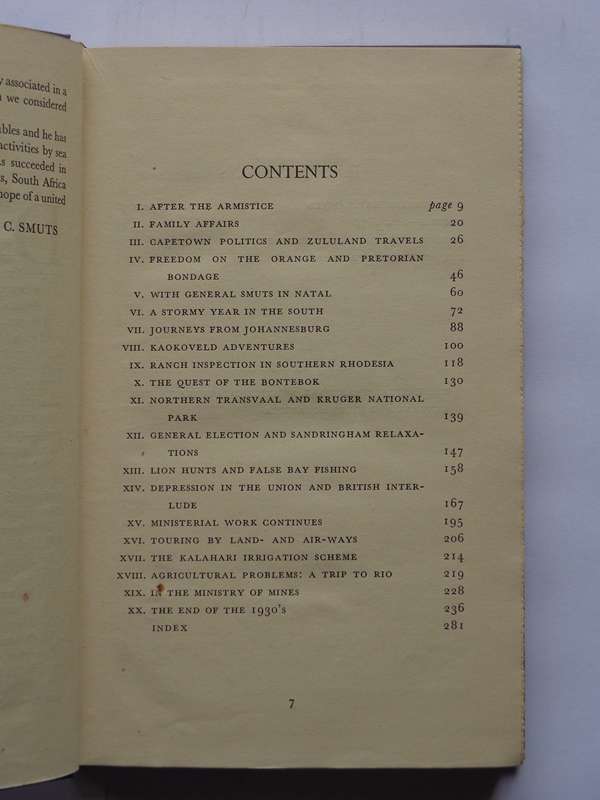 y associated in a
we considered
bles and he has
activities by sea
s succeeded in
s, South Africa
hope of a united
C. SMUTS
CONTENTS
I. AFTER THE ARMISTICE page 9
II. FAMILY AFFAIRS 20
III. CAPETOWN POLITICS AND ZULULAND TRAVELS 26
IV. FREEDOM ON THE ORANGE AND PRETORIAN
BONDAGE 46
V. WITH GENERAL SMUTS IN NATAL 60
VI. A STORMY YEAR IN THE SOUTH 72
VII. JOURNEYS FROM JOHANNESBURG 88
VIII. KAOKOVELD ADVENTURES 100
IX. RANCH INSPECTION IN SOUTHERN RHODESIA 118
X. THE QUEST OF THE BONTEBOK 130
XI. NORTHERN TRANSVAAL AND KRUGER NATIONAL
PARK 139
XII. GENERAL ELECTION AND SANDRINGHAM RELAXA-
TIONS 147
XIII. LION HUNTS AND FALSE BAY FISHING 158
XIV. DEPRESSION IN THE UNION AND BRITISH INTER-
LUDE 167
XV. MINISTERIAL WORK CONTINUES 195
XVI. TOURING BY LAND- AND AIR-WAYS 206
XVII. THE KALAHARI IRRIGATION SCHEME 214
XVIII. AGRICULTURAL PROBLEMS: A TRIP TO RIO 219
XIX. IN THE MINISTRY OF MINES 228
XX. THE END OF THE 1930's 236
INDEX 281
7